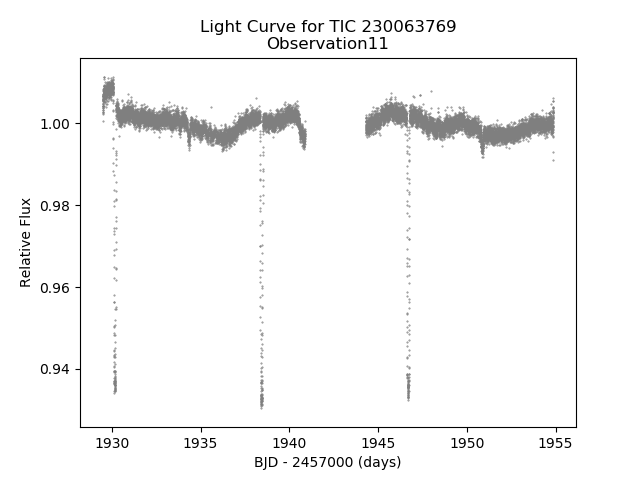 Light Curve for TIC 230063769
Observation11
1.00
0.98
0.96
0.94
Relative Flux
1930
1935
1940
1945
1950
1955
BJD - 2457000 (days)